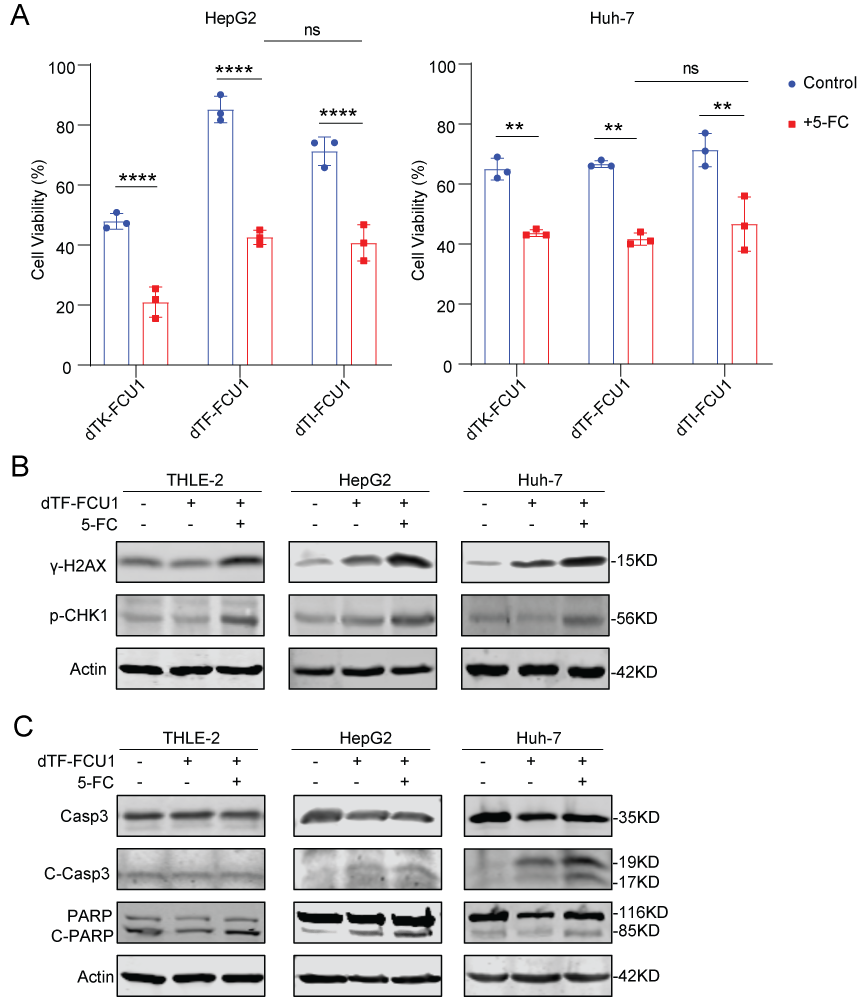 A
HepG2
ns
****
****
****
100
80
60
40
20
0
Cell Viability (%)
dTK-FCU1
dTF-FCU1
dTI-FCU1
Huh-7
ns
**
**
**
100
80
60
40
20
0
Cell Viability (%)
dTK-FCU1
dTF-FCU1
dTI-FCU1
Control
+5-FC
B
THLE-2 HepG2 Huh-7
dTF-FCU1 - + + - + + - + +
5-FC - - + - - + - - +
γ-H2AX -15KD
p-CHK1 -56KD
Actin -42KD
C
THLE-2 HepG2 Huh-7
dTF-FCU1 - + + - + + - + +
5-FC - - + - - + - - +
Casp3 -35KD
-19KD
C-Casp3 -17KD
PARP -116KD
C-PARP -85KD
Actin -42KD